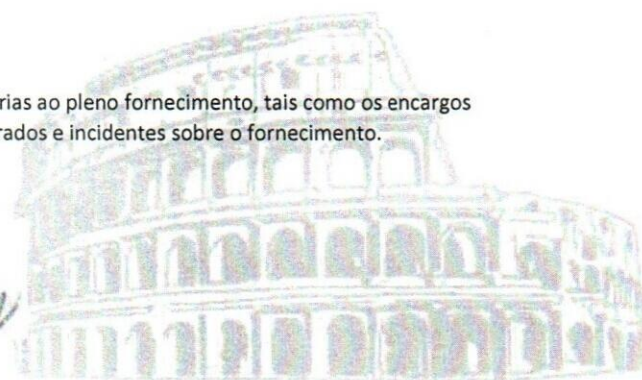 rias ao pleno fornecimento, tais como os encargos
rados e incidentes sobre o fornecimento.